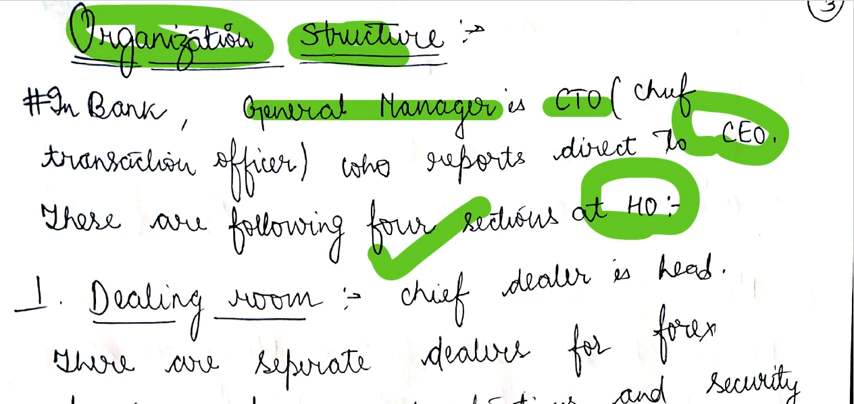 3
Organization Structure :-
#In Bank, General Manager is CTO ( chief
transaction officer) who reports direct to CEO.
These are following four sections at HO :-
1. Dealing room :- chief dealer is head.
There are seperate dealers for forex
and security